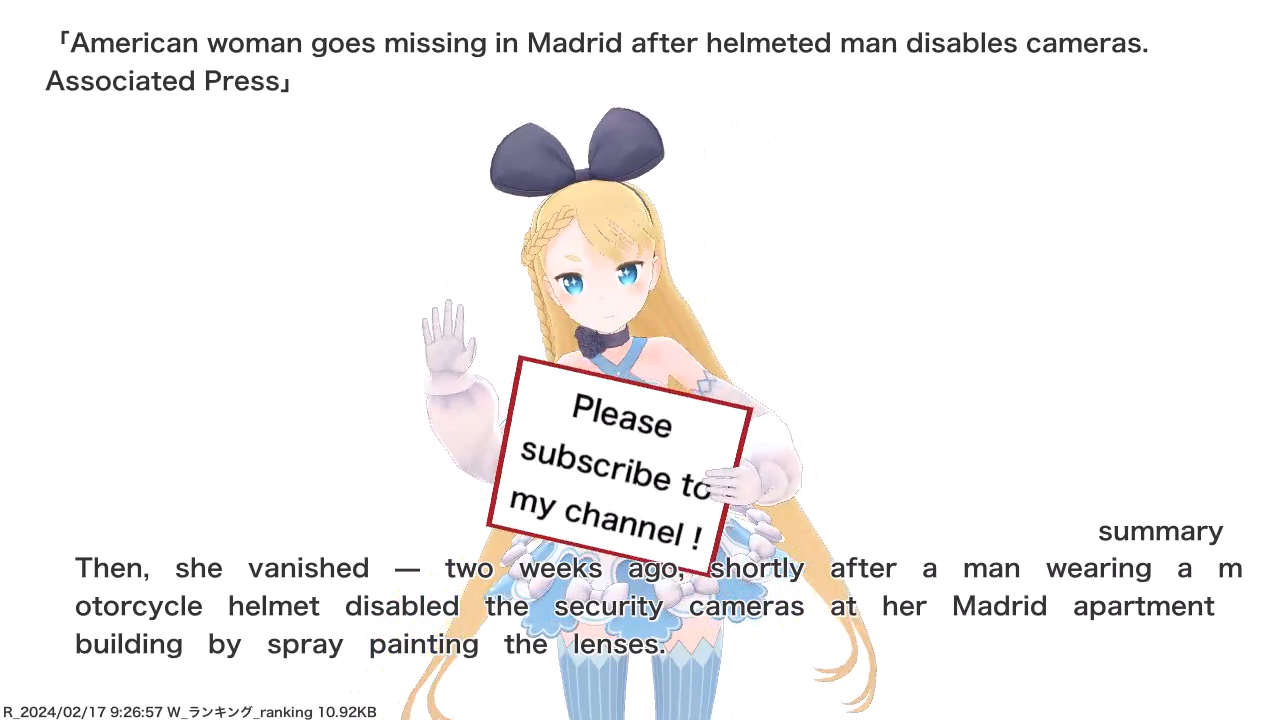 「American woman goes missing in Madrid after helmeted man disables cameras.
Associated Press」
Please
subscribe to
my channel !
summary
Then, she vanished — two weeks ago, shortly after a man wearing a m
otorcycle helmet disabled the security cameras at her Madrid apartment
building by spray painting the lenses.
R_2024/02/17 9:26:57 W_ランキング_ranking 10.92KB